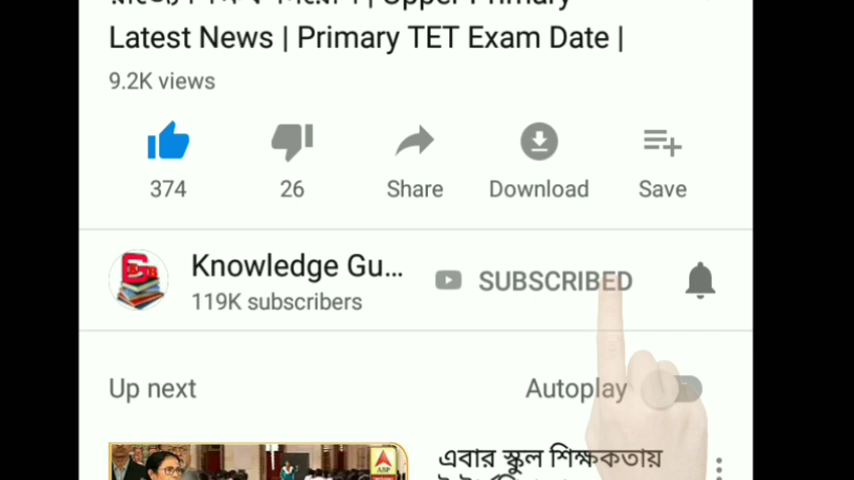 Latest News | Primary TET Exam Date |
9.2K views
374
26
Share
Download
Save
Knowledge Gu...
SUBSCRIBED
119K subscribers
Up next
Autoplay
এবার স্কুল শিক্ষকতায়
ABP